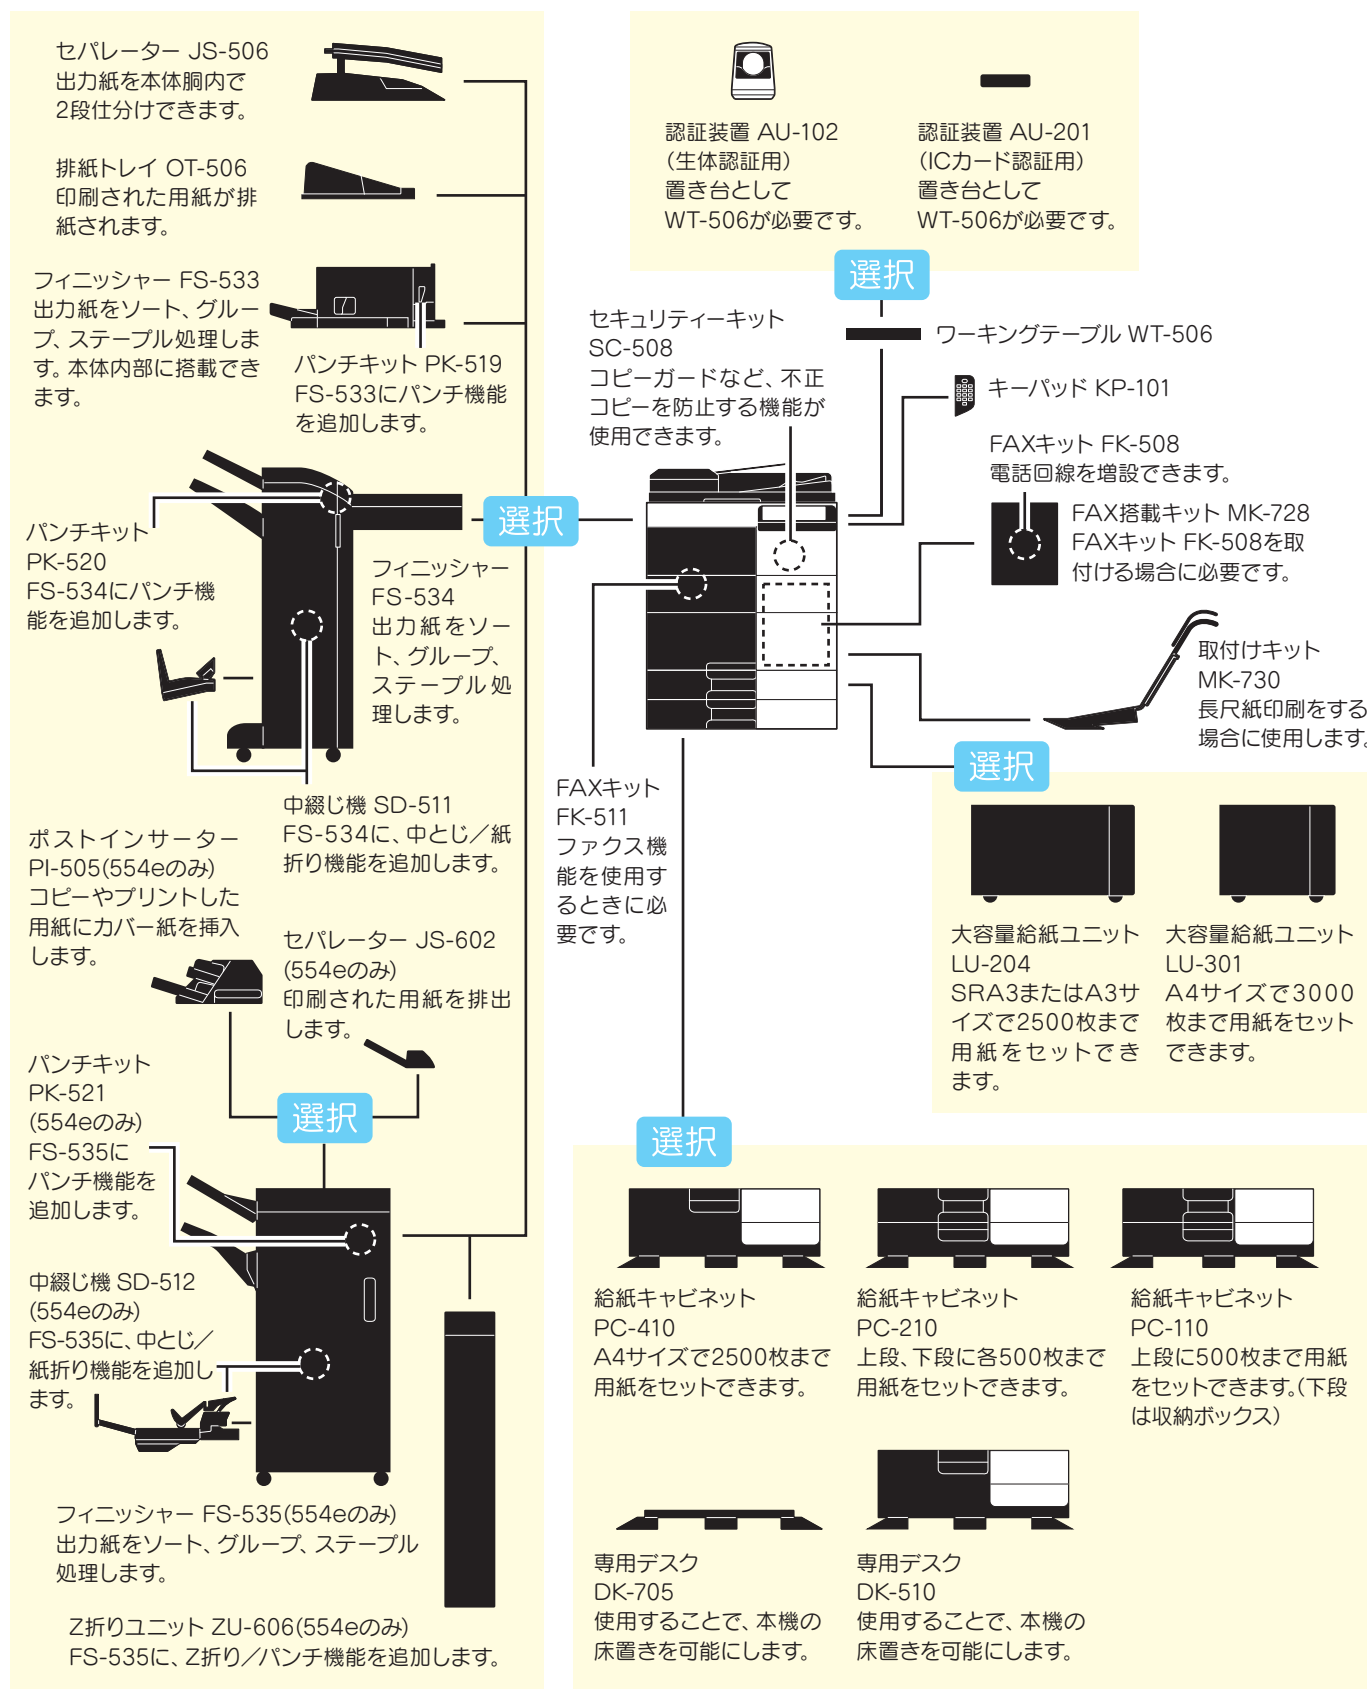 セパレーター JS-506
出力紙を本体胴内で
2段仕分けできます。
排紙トレイ OT-506
印刷された用紙が排
紙されます。
フィニッシャー FS-533
出力紙をソート、グルー
プ、ステープル処理しま
す。本体内部に搭載でき
ます。
パンチキット PK-519
FS-533にパンチ機能
を追加します。
パンチキット
PK-520
FS-534にパンチ機
能を追加します。
フィニッシャー
FS-534
出力紙をソー
ト、グループ、
ステープル処
理します。
中綴じ機 SD-511
FS-534に、中とじ／紙
折り機能を追加します。
ポストインサーター
PI-505(554eのみ)
コピーやプリントした
用紙にカバー紙を挿入
します。
セパレーター JS-602
(554eのみ)
印刷された用紙を排出
します。
パンチキット
PK-521
(554eのみ)
FS-535に
パンチ機能を
追加します。
選択
中綴じ機 SD-512
(554eのみ)
FS-535に、中とじ／
紙折り機能を追加し
ます。
フィニッシャー FS-535(554eのみ)
出力紙をソート、グループ、ステープル
処理します。
Z折りユニット ZU-606(554eのみ)
FS-535に、Z折り／パンチ機能を追加します。
選択
認証装置 AU-102
（生体認証用）
置き台として
WT-506が必要です。
認証装置 AU-201
（ICカード認証用）
置き台として
WT-506が必要です。
選択
セキュリティーキット
SC-508
コピーガードなど、不正
コピーを防止する機能が
使用できます。
ワーキングテーブル WT-506
キーパッド KP-101
FAXキット FK-508
電話回線を増設できます。
FAX搭載キット MK-728
FAXキット FK-508を取
付ける場合に必要です。
取付けキット
MK-730
長尺紙印刷をする
場合に使用します。
FAXキット
FK-511
ファクス機
能を使用す
るときに必
要です。
選択
大容量給紙ユニット
LU-204
SRA3またはA3サ
イズで2500枚まで
用紙をセットでき
ます。
大容量給紙ユニット
LU-301
A4サイズで3000
枚まで用紙をセット
できます。
選択
給紙キャビネット
PC-410
A4サイズで2500枚まで
用紙をセットできます。
給紙キャビネット
PC-210
上段、下段に各500枚まで
用紙をセットできます。
給紙キャビネット
PC-110
上段に500枚まで用紙
をセットできます。(下段
は収納ボックス)
専用デスク
DK-705
使用することで、本機の
床置きを可能にします。
専用デスク
DK-510
使用することで、本機の
床置きを可能にします。